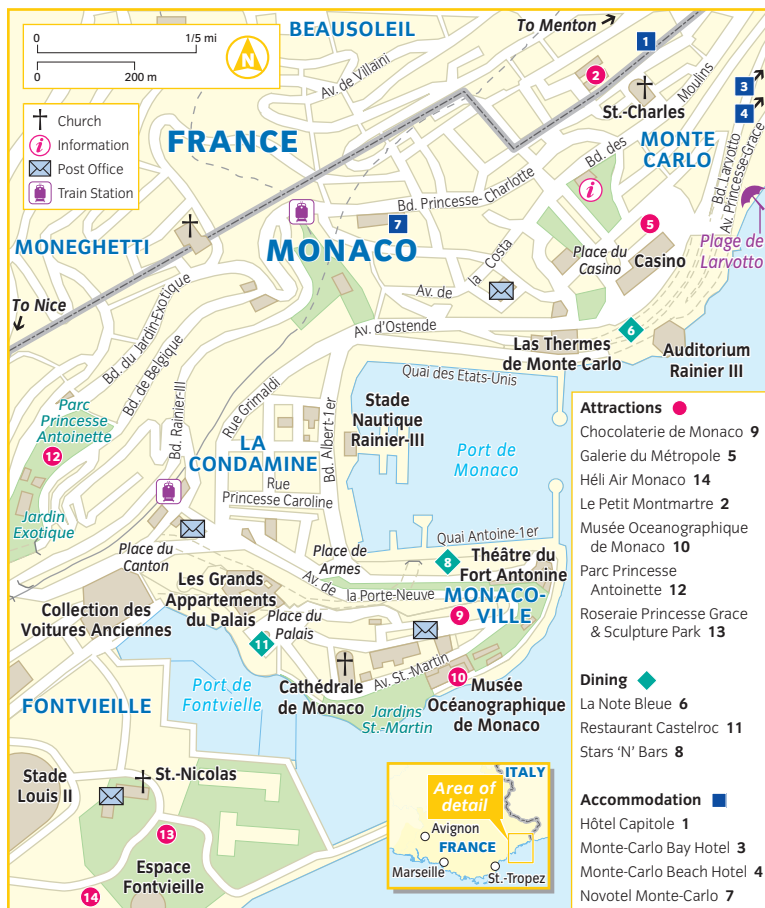 0 1/5 mi
0 200 m
N
Church
i Information
Post Office
Train Station
BEAUSOLEIL
To Menton
1
2
Av. de Villaini
St.-Charles
Moulins
3
4
FRANCE
MONTE
CARLO
Bd. des
Bd. Larvotto
Av. Princesse-Grace
Bd. Princesse-Charlotte
i
7
5
MONEGHETTI
MONACO
Plage de
Larvotto
Place du
Casino
Casino
la Costa
Av. de
To Nice
Av. d'Ostende
6
Las Thermes
de Monte Carlo
Auditorium
Rainier III
Bd. du Jardin-Exotique
Bd. de Belgique
Quai des Etats-Unis
Parc
Princesse
Antoinette
12
Bd. Rainier-III
Rue Grimaldi
Bd. Albert-1er
Stade
Nautique
Rainier-III
LA
CONDAMINE
Port de
Monaco
Rue
Princesse Caroline
Jardin
Exotique
Quai Antoine-1er
Place du
Canton
Place de
Armes
8
Théâtre du
Fort Antonine
Les Grands
Appartements
du Palais
Av. de
la Porte-Neuve
MONACO-
VILLE
Collection des
Voitures Anciennes
Place du
Palais
9
11
Av. St.-Martin
10
Cathédrale
de Monaco
Musée
Océanographique
de Monaco
Jardins
St.-Martin
Port de
Fontvielle
FONTVIEILLE
Stade
Louis II
St.-Nicolas
13
Espace
Fontvieille
14
ITALY
Area of
detail
Avignon
FRANCE
Marseille
St.-Tropez
Attractions
Chocolaterie de Monaco 9
Galerie du Métropole 5
Héli Air Monaco 14
Le Petit Montmartre 2
Musée Oceanographique
de Monaco 10
Parc Princesse
Antoinette 12
Roseraie Princesse Grace
& Sculpture Park 13
Dining
La Note Bleue 6
Restaurant Castelroc 11
Stars 'N' Bars 8
Accommodation
Hôtel Capitole 1
Monte-Carlo Bay Hotel 3
Monte-Carlo Beach Hotel 4
Novotel Monte-Carlo 7